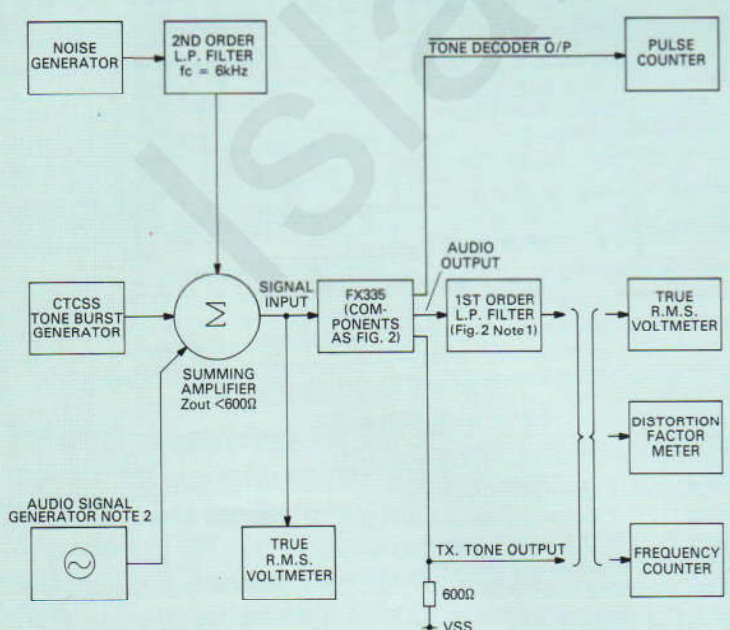 NOISE
GENERATOR
2ND ORDER
L.P. FILTER
fc = 6kHz
TONE DECODER O/P
PULSE
COUNTER
CTCSS
TONE BURST
GENERATOR
Σ
SUMMING
AMPLIFIER
Zout <600Ω
SIGNAL
INPUT
FX335
(COM-
PONENTS
AS FIG. 2)
AUDIO
OUTPUT
1ST ORDER
L.P. FILTER
(Fig. 2 Note 1)
TRUE
R.M.S.
VOLTMETER
DISTORTION
FACTOR
METER
AUDIO SIGNAL
GENERATOR NOTE 2
TRUE
R.M.S.
VOLTMETER
TX. TONE OUTPUT
FREQUENCY
COUNTER
600Ω
VSS